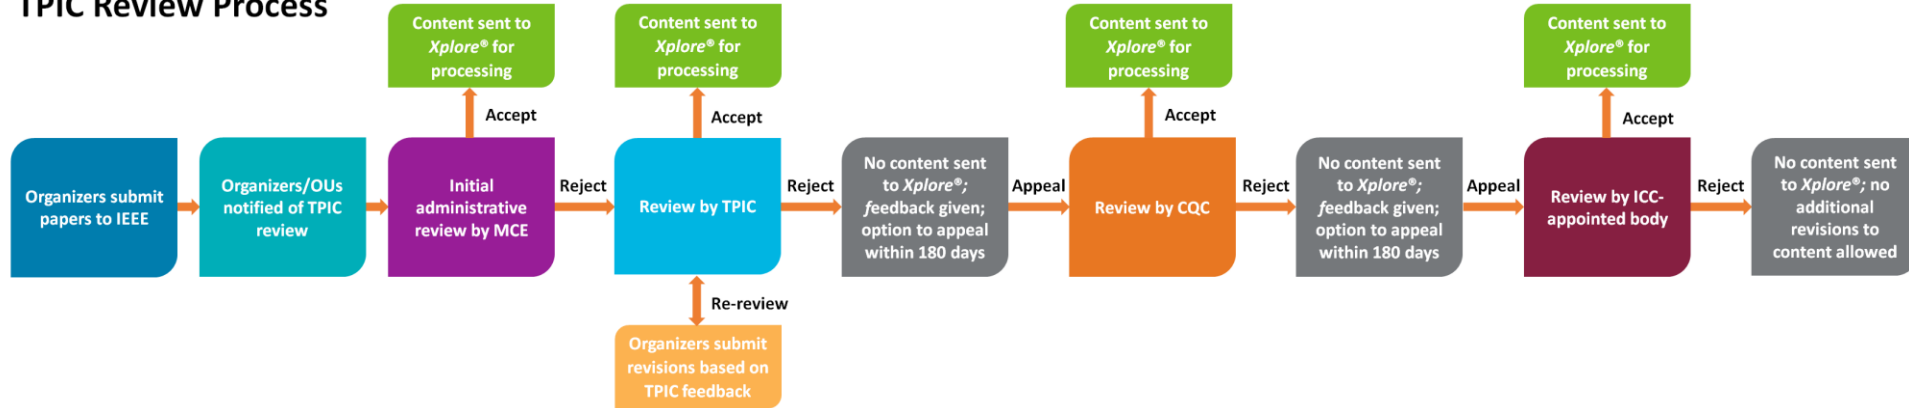 TPIC Review Process
Content sent to
Xplore® for
processing
Content sent to
Xplore® for
processing
Content sent to
Xplore® for
processing
Content sent to
Xplore® for
processing
Accept
Accept
Accept
Accept
Organizers submit
papers to IEEE
Organizers/OUs
notified of TPIC
review
Initial
administrative
review by MCE
Reject
Review by TPIC
Reject
No content sent
to Xplore®;
feedback given;
option to appeal
within 180 days
Appeal
Review by CQC
Reject
No content sent
to Xplore®;
feedback given;
option to appeal
within 180 days
Appeal
Review by ICC-
appointed body
Reject
No content sent
to Xplore®; no
additional
revisions to
content allowed
Re-review
Organizers submit
revisions based on
TPIC feedback